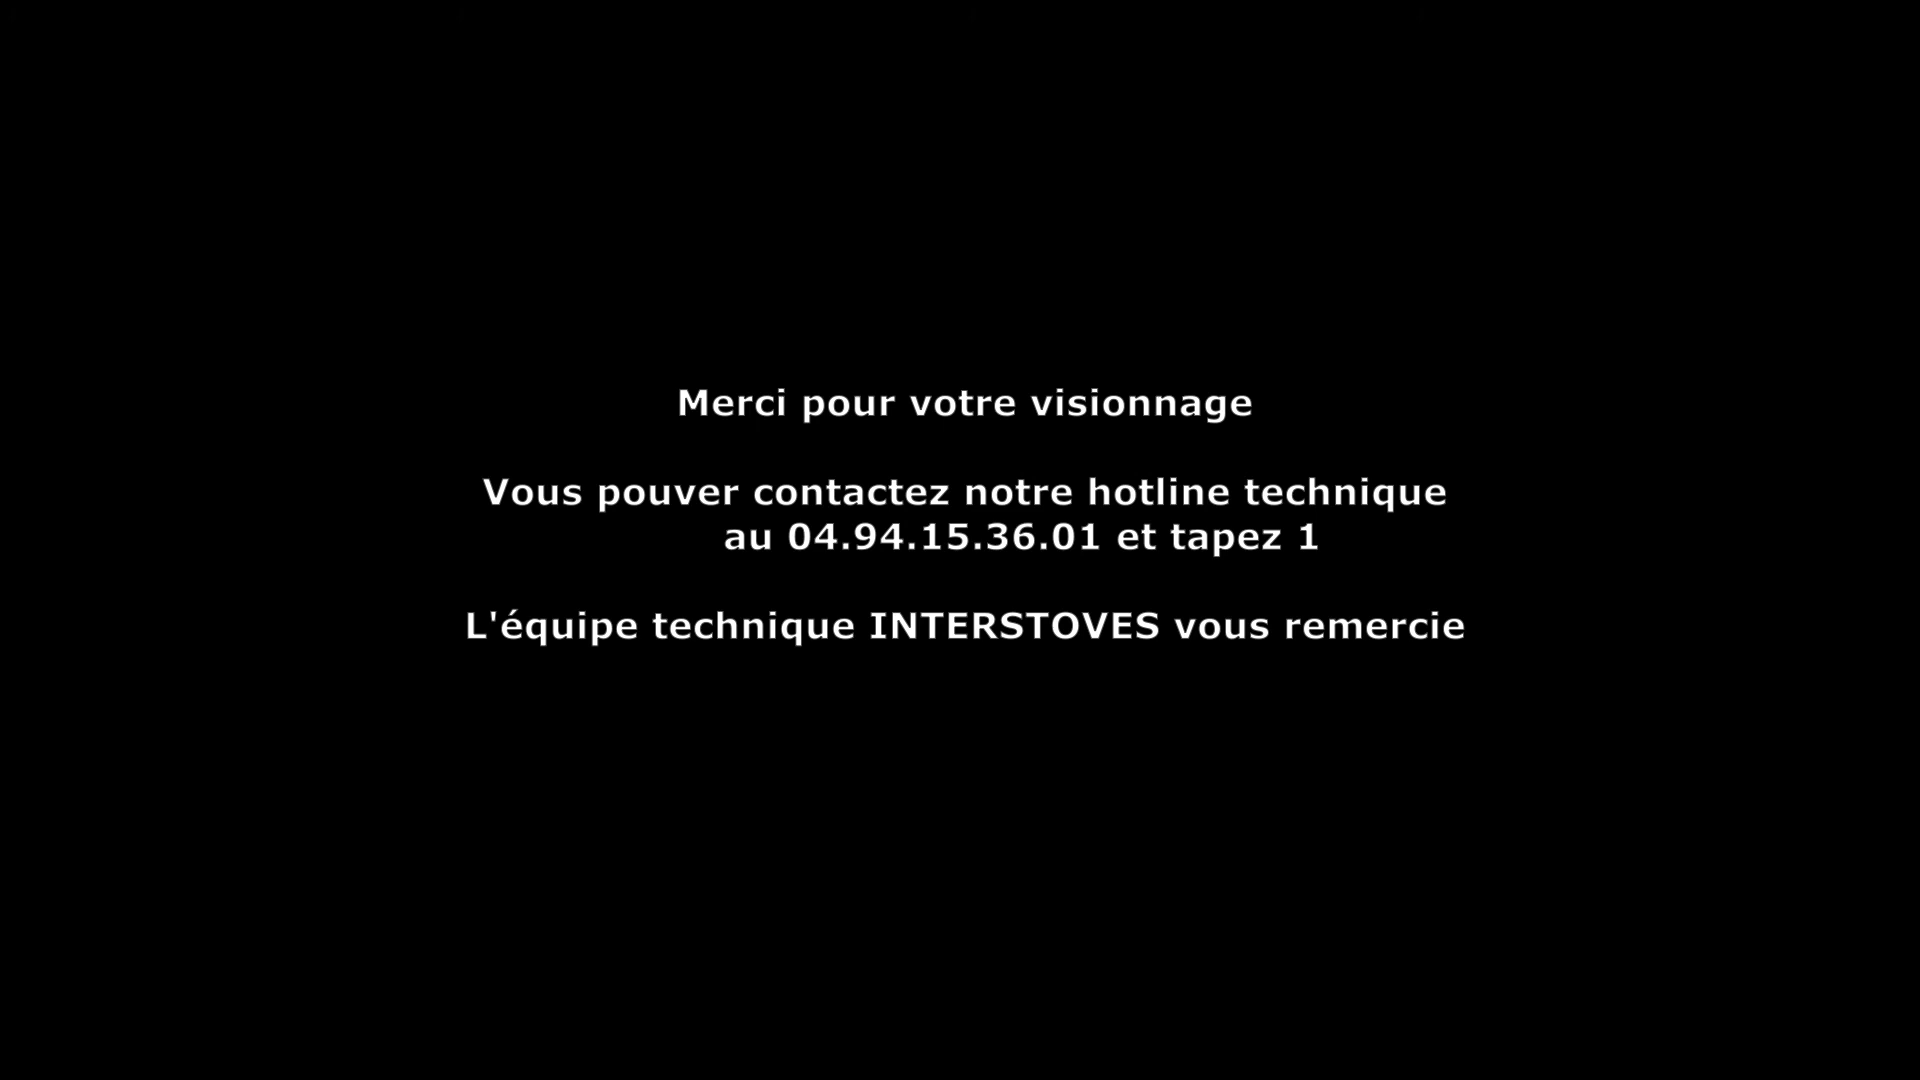 Merci pour votre visionnage
Vous pouver contactez notre hotline technique
au 04.94.15.36.01 et tapez 1
L'équipe technique INTERSTOVES vous remercie